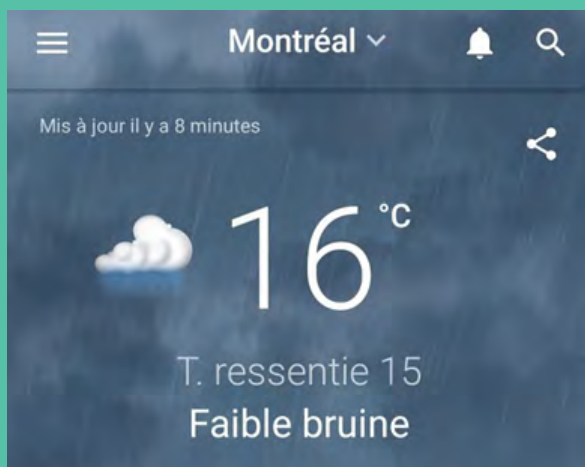 Montréal
Mis à jour il y a 8 minutes
16 °C
T. ressentie 15
Faible bruine